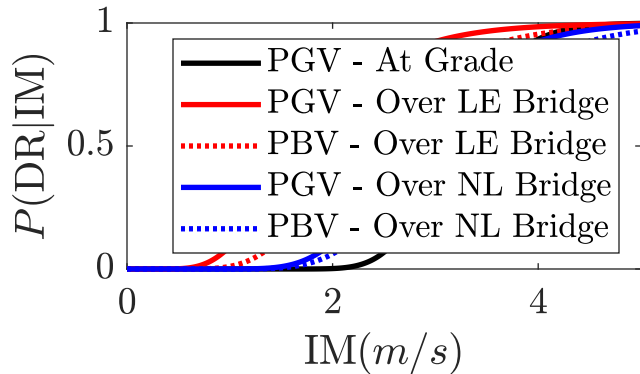 1
0.5
0
P(DR|IM)
PGV - At Grade
PGV - Over LE Bridge
PBV - Over LE Bridge
PGV - Over NL Bridge
PBV - Over NL Bridge
0 2 4
IM(m/s)